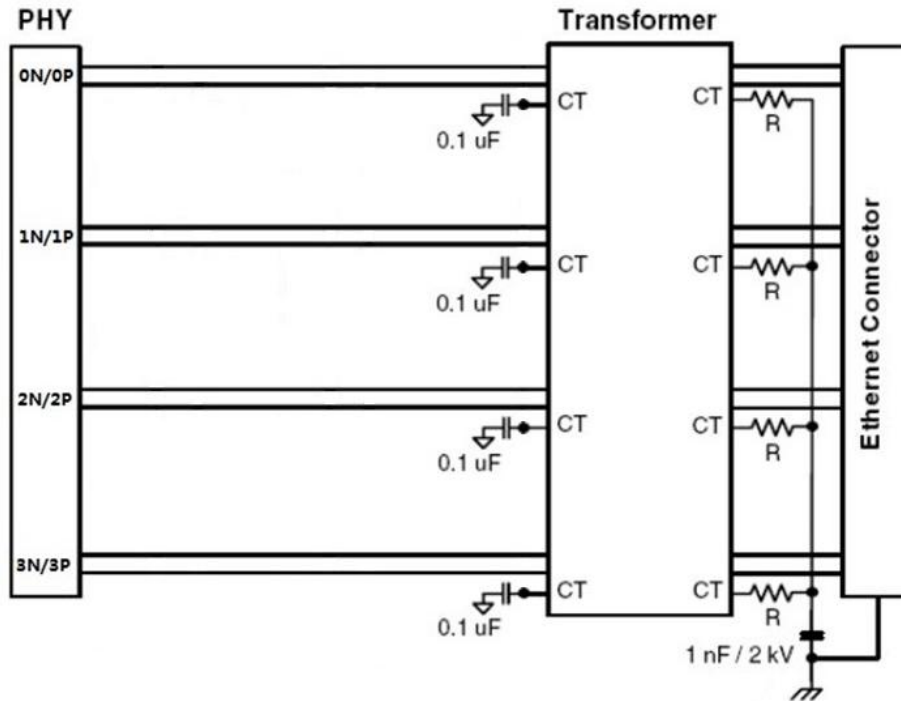 PHY
Transformer
0N/0P
CT
CT
R
0.1 uF
1N/1P
CT
CT
R
0.1 uF
Ethernet Connector
2N/2P
CT
CT
R
0.1 uF
3N/3P
CT
CT
R
0.1 uF
1 nF / 2 kV